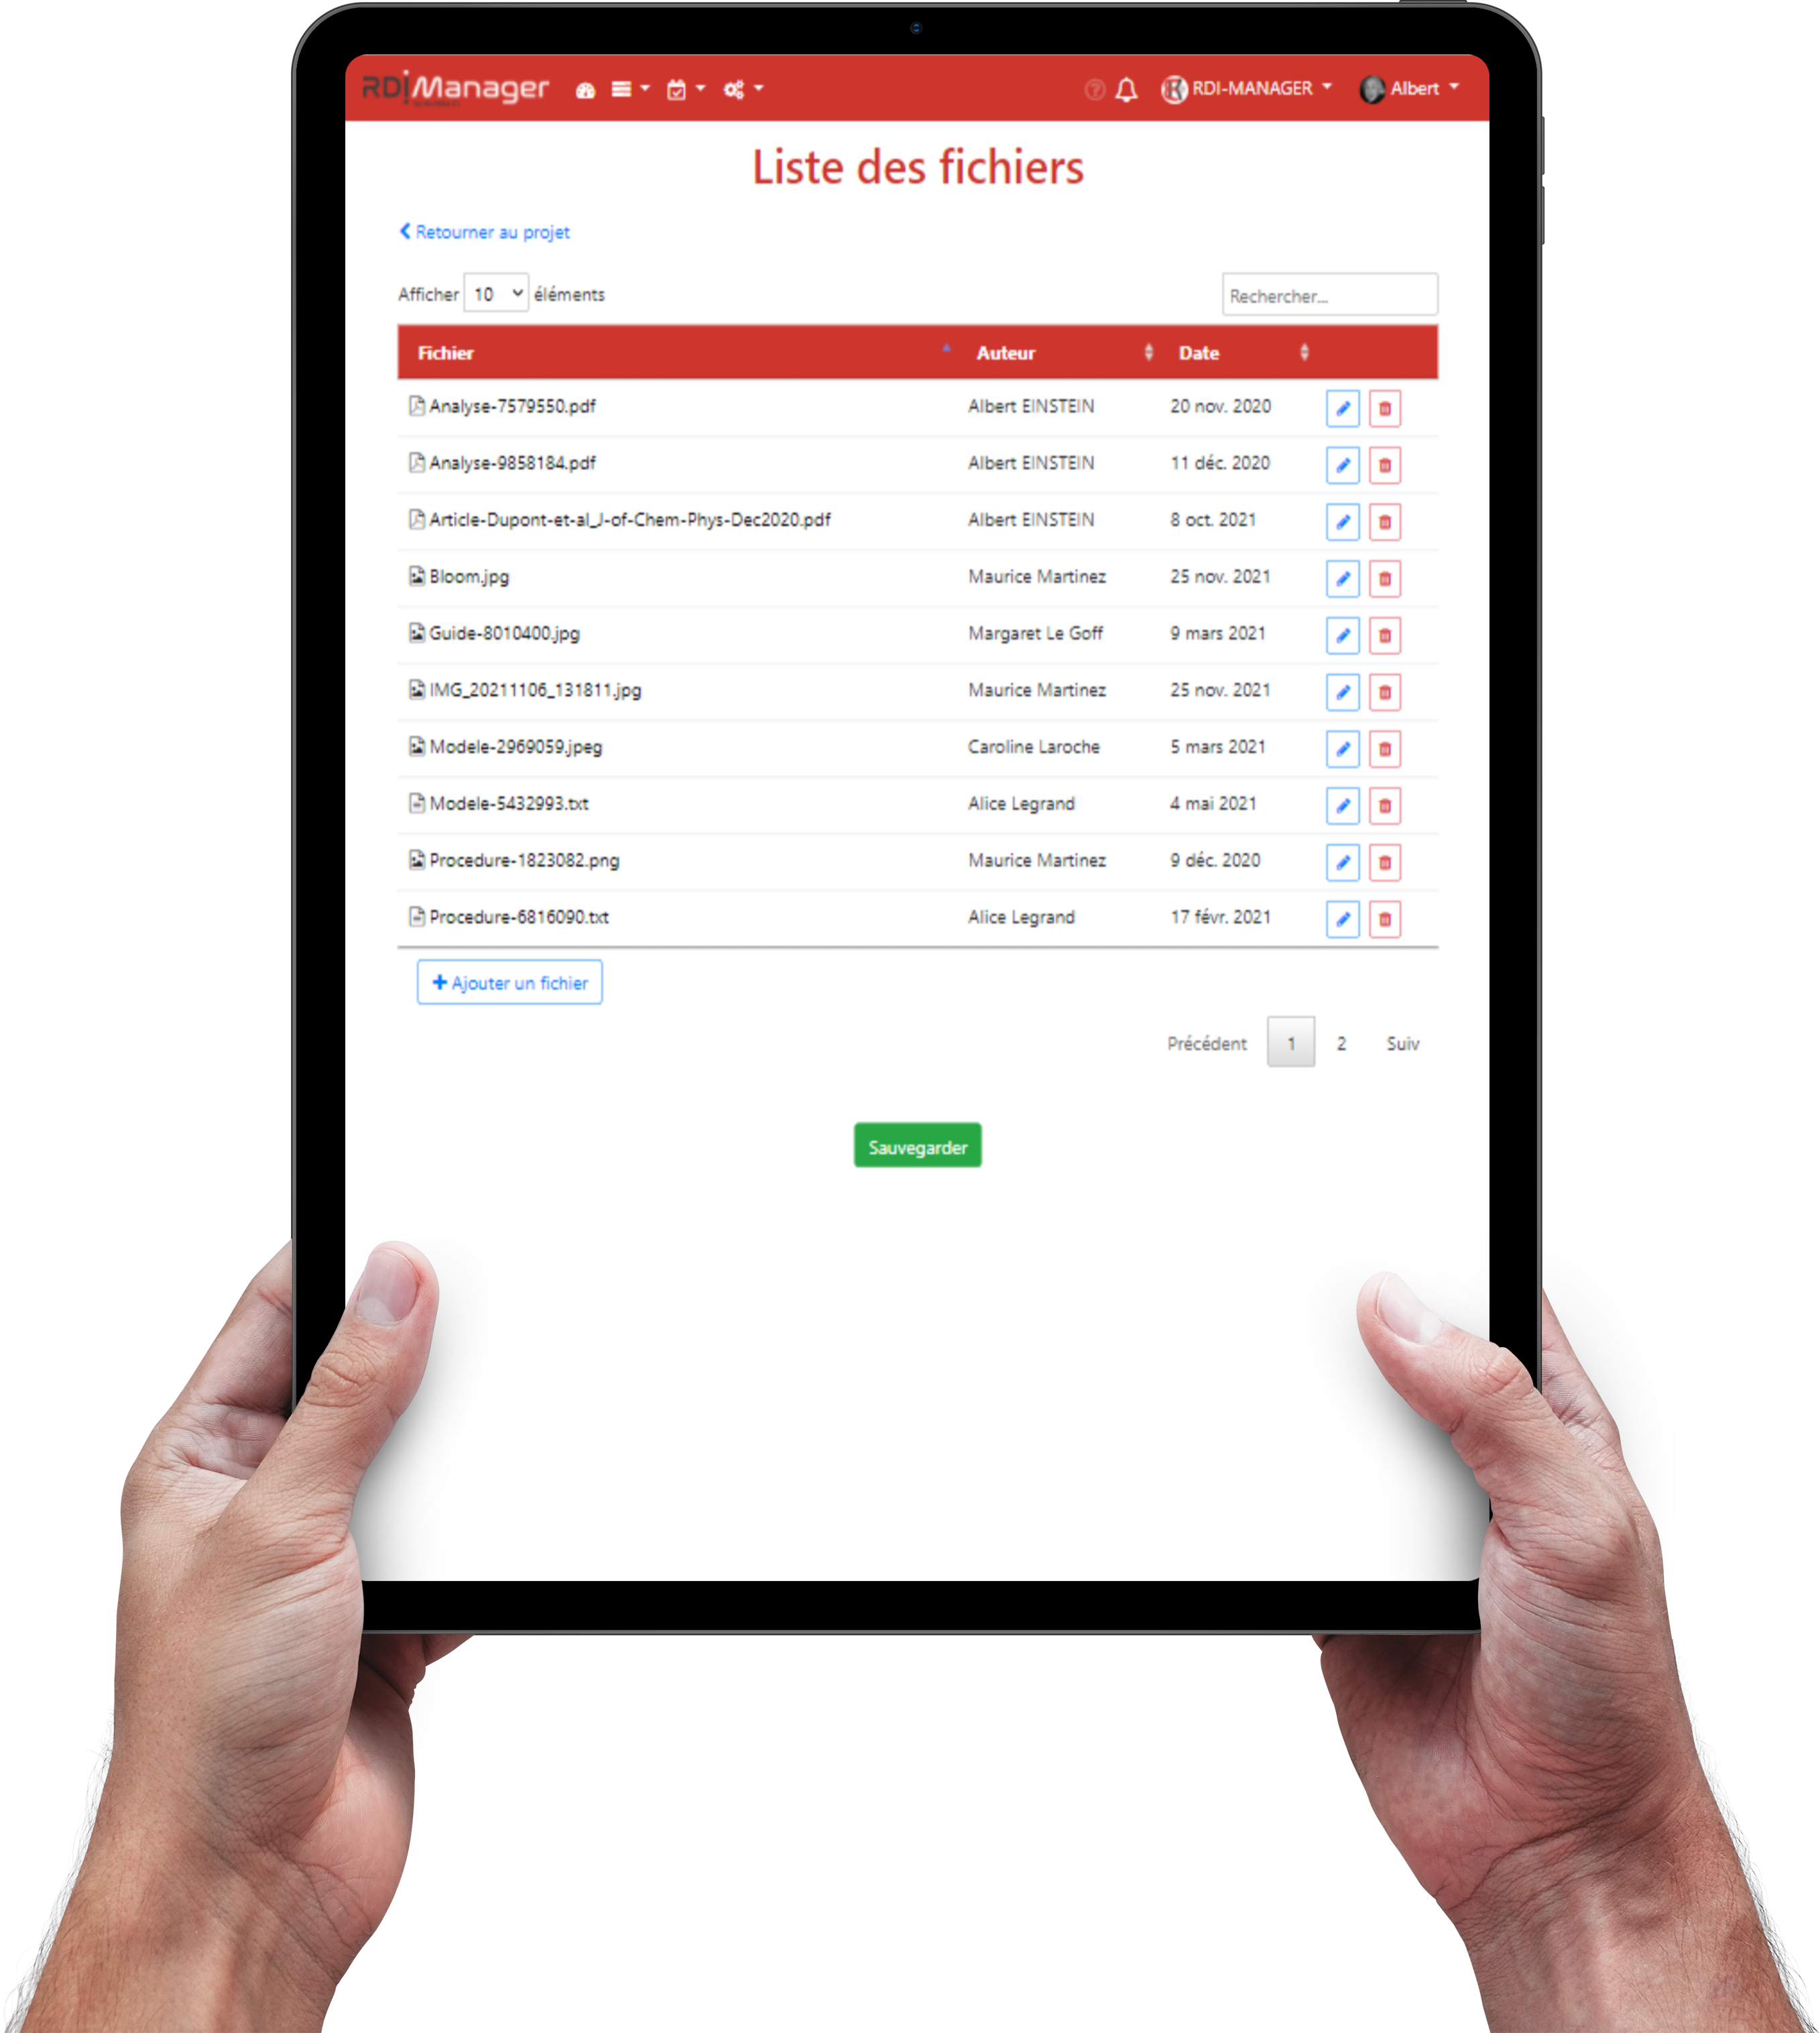 RDiManager RDI-MANAGER Albert
Liste des fichiers
Retourner au projet
Afficher 10 éléments Rechercher...
Fichier Auteur Date
Analyse-7579550.pdf Albert EINSTEIN 20 nov. 2020
Analyse-9858184.pdf Albert EINSTEIN 11 déc. 2020
Article-Dupont-et-al_J-of-Chem-Phys-Dec2020.pdf Albert EINSTEIN 8 oct. 2021
Bloom.jpg Maurice Martinez 25 nov. 2021
Guide-8010400.jpg Margaret Le Goff 9 mars 2021
IMG_20211106_131811.jpg Maurice Martinez 25 nov. 2021
Modele-2969059.jpeg Caroline Laroche 5 mars 2021
Modele-5432993.txt Alice Legrand 4 mai 2021
Procedure-1823082.png Maurice Martinez 9 déc. 2020
Procedure-6816090.txt Alice Legrand 17 févr. 2021
+ Ajouter un fichier
Précédent 1 2 Suiv
Sauvegarder